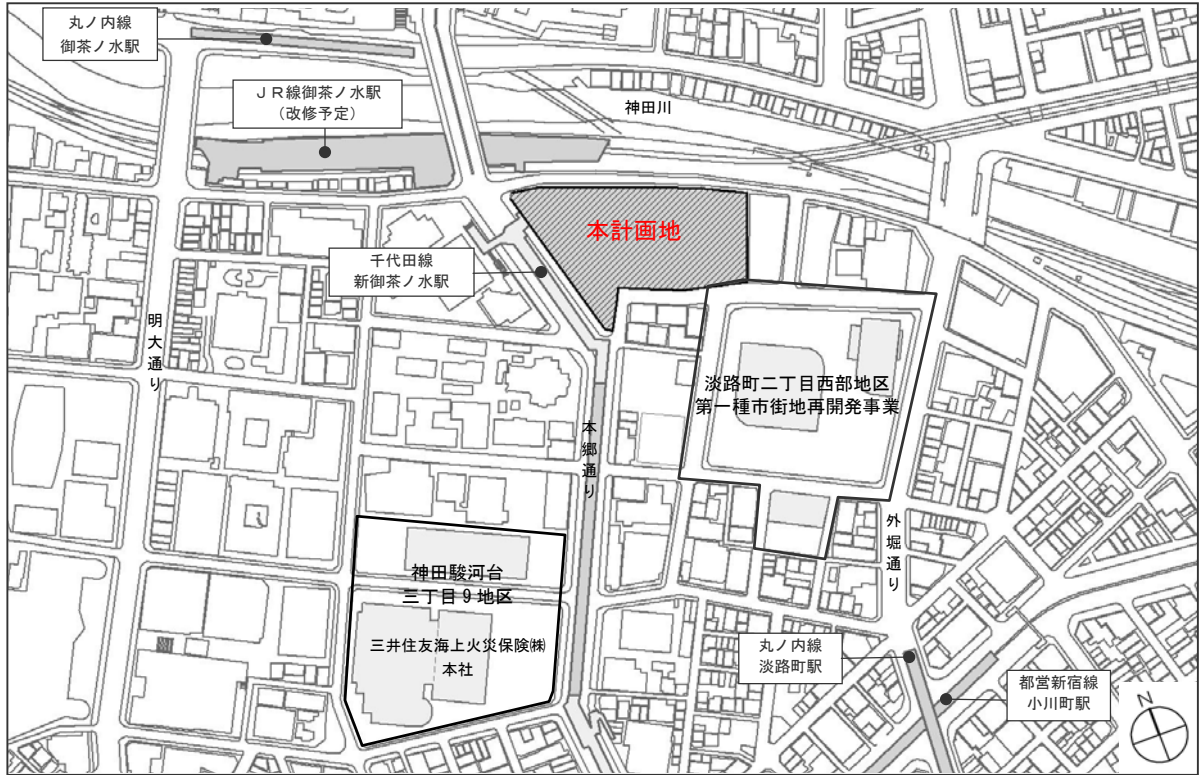 丸ノ内線
御茶ノ水駅
ＪＲ線御茶ノ水駅
（改修予定）
神田川
本計画地
千代田線
新御茶ノ水駅
明大通り
淡路町二丁目西部地区
第一種市街地再開発事業
本郷通り
外堀通り
神田駿河台
三丁目９地区
三井住友海上火災保険㈱
本社
丸ノ内線
淡路町駅
都営新宿線
小川町駅
N